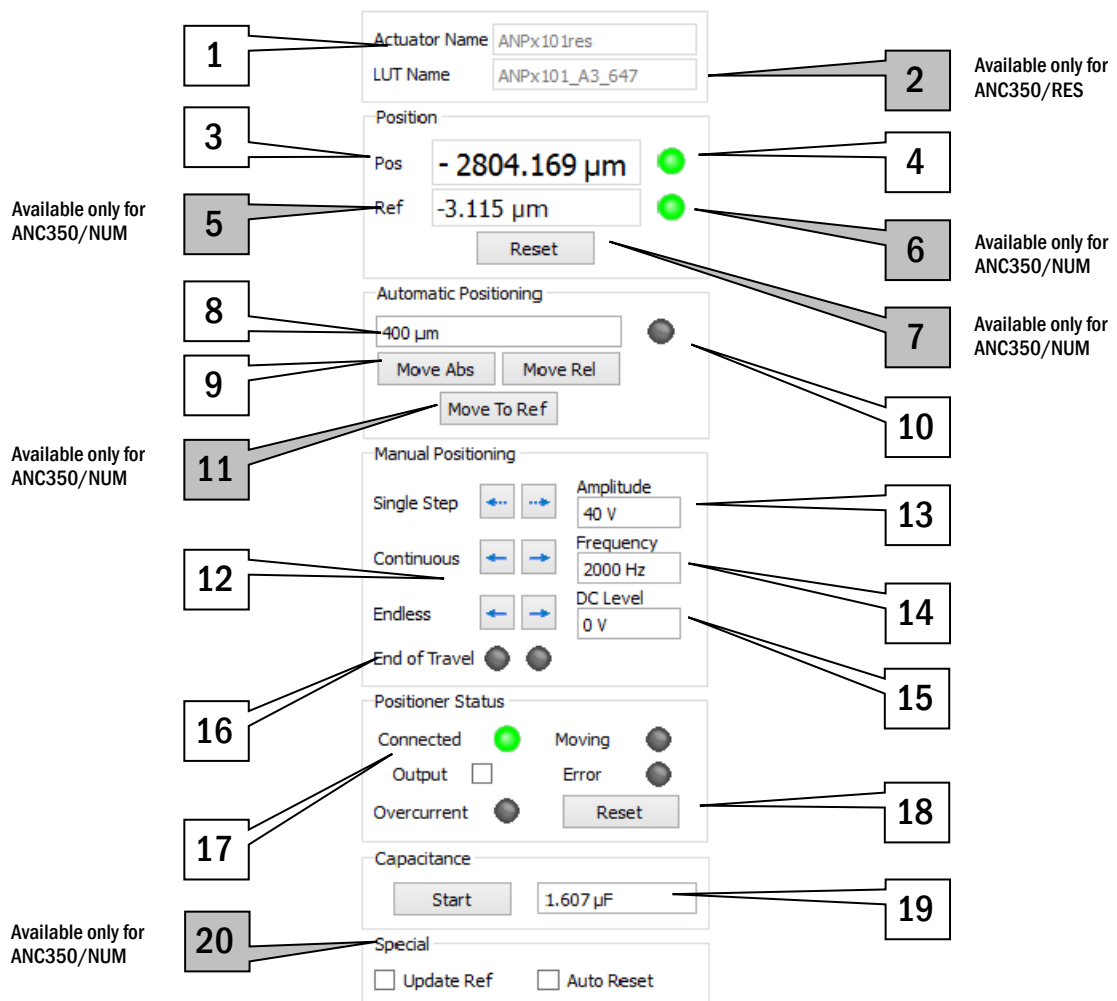 1
Actuator Name ANPx101res
LUT Name ANPx101_A3_647
2
Available only for
ANC350/RES
Position
3
Pos - 2804.169 µm
4
Available only for
ANC350/NUM
5
Ref -3.115 µm
6
Available only for
ANC350/NUM
Reset
7
Available only for
ANC350/NUM
Automatic Positioning
8
400 µm
9
Move Abs Move Rel
10
Move To Ref
Available only for
ANC350/NUM
11
Manual Positioning
Single Step
Amplitude
40 V
13
12
Continuous
Frequency
2000 Hz
14
Endless
DC Level
0 V
15
End of Travel
16
Positioner Status
Connected Moving
Output Error
Overcurrent Reset
17
18
Capacitance
Start 1.607 µF
19
Available only for
ANC350/NUM
20
Special
Update Ref Auto Reset